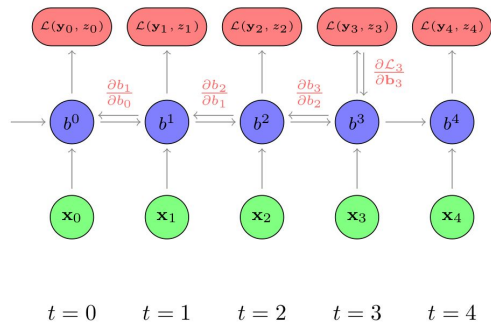 ℒ(𝐲₀, z₀) ℒ(𝐲₁, z₁) ℒ(𝐲₂, z₂) ℒ(𝐲₃, z₃) ℒ(𝐲₄, z₄)
∂b₁/∂b₀ ∂b₂/∂b₁ ∂b₃/∂b₂ ∂ℒ₃/∂𝐛₃
b⁰ b¹ b² b³ b⁴
𝐱₀ 𝐱₁ 𝐱₂ 𝐱₃ 𝐱₄
t = 0 t = 1 t = 2 t = 3 t = 4